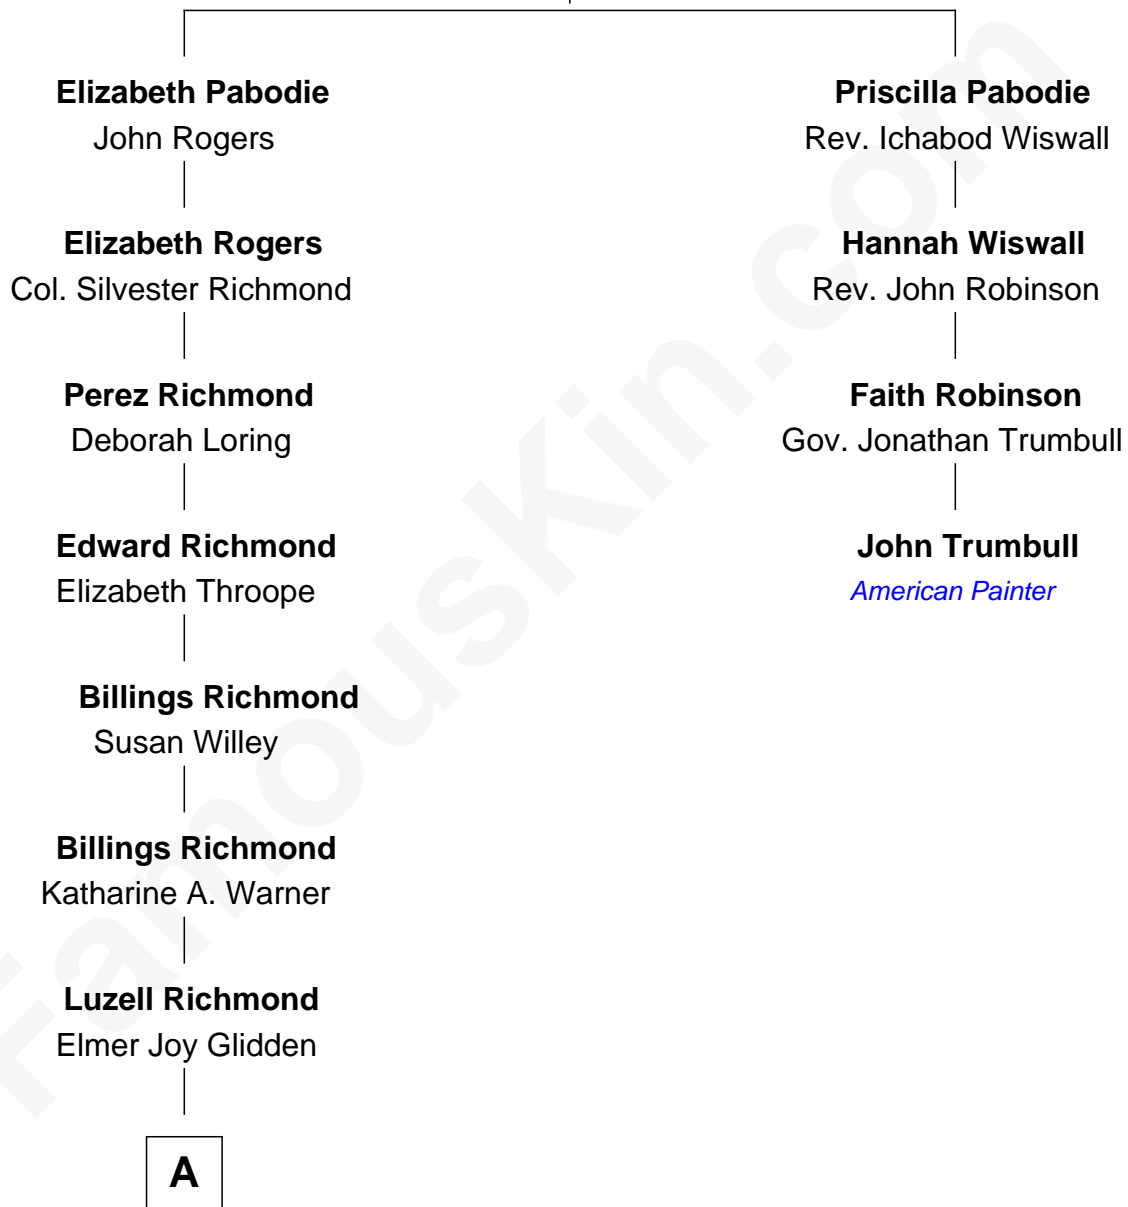 Elizabeth Pabodie
John Rogers
Priscilla Pabodie
Rev. Ichabod Wiswall
Elizabeth Rogers
Col. Silvester Richmond
Hannah Wiswall
Rev. John Robinson
Perez Richmond
Deborah Loring
Faith Robinson
Gov. Jonathan Trumbull
Edward Richmond
Elizabeth Throope
John Trumbull
American Painter
Billings Richmond
Susan Willey
Billings Richmond
Katharine A. Warner
Luzell Richmond
Elmer Joy Glidden
A
FamousKin.com